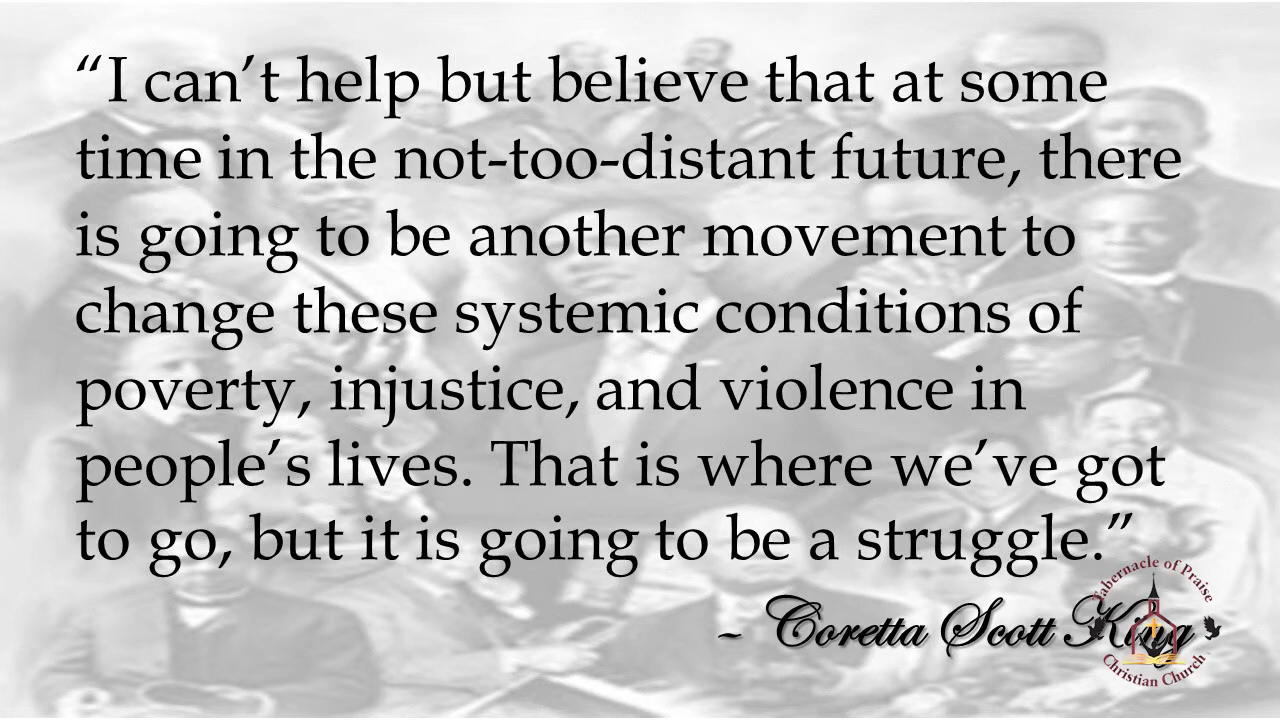 “I can’t help but believe that at some
time in the not-too-distant future, there
is going to be another movement to
change these systemic conditions of
poverty, injustice, and violence in
people’s lives. That is where we’ve got
to go, but it is going to be a struggle.”
~ Coretta Scott King
Tabernacle of Praise
Christian Church